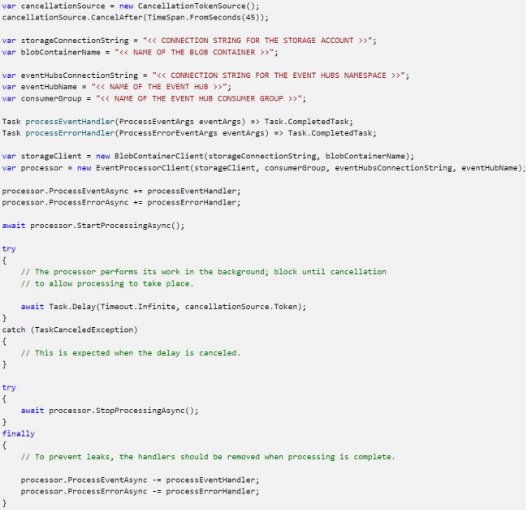 var cancellationSource = new CancellationTokenSource();
cancellationSource.CancelAfter(TimeSpan.FromSeconds(45));

var storageConnectionString = "<< CONNECTION STRING FOR THE STORAGE ACCOUNT >>";
var blobContainerName = "<< NAME OF THE BLOB CONTAINER >>";

var eventHubsConnectionString = "<< CONNECTION STRING FOR THE EVENT HUBS NAMESPACE >>";
var eventHubName = "<< NAME OF THE EVENT HUB >>";
var consumerGroup = "<< NAME OF THE EVENT HUB CONSUMER GROUP >>";

Task processEventHandler(ProcessEventArgs eventArgs) => Task.CompletedTask;
Task processErrorHandler(ProcessErrorEventArgs eventArgs) => Task.CompletedTask;

var storageClient = new BlobContainerClient(storageConnectionString, blobContainerName);
var processor = new EventProcessorClient(storageClient, consumerGroup, eventHubsConnectionString, eventHubName);

processor.ProcessEventAsync += processEventHandler;
processor.ProcessErrorAsync += processErrorHandler;

await processor.StartProcessingAsync();

try
{
    // The processor performs its work in the background; block until cancellation
    // to allow processing to take place.

    await Task.Delay(Timeout.Infinite, cancellationSource.Token);
}
catch (TaskCanceledException)
{
    // This is expected when the delay is canceled.
}

try
{
    await processor.StopProcessingAsync();
}
finally
{
    // To prevent leaks, the handlers should be removed when processing is complete.

    processor.ProcessEventAsync -= processEventHandler;
    processor.ProcessErrorAsync -= processErrorHandler;
}